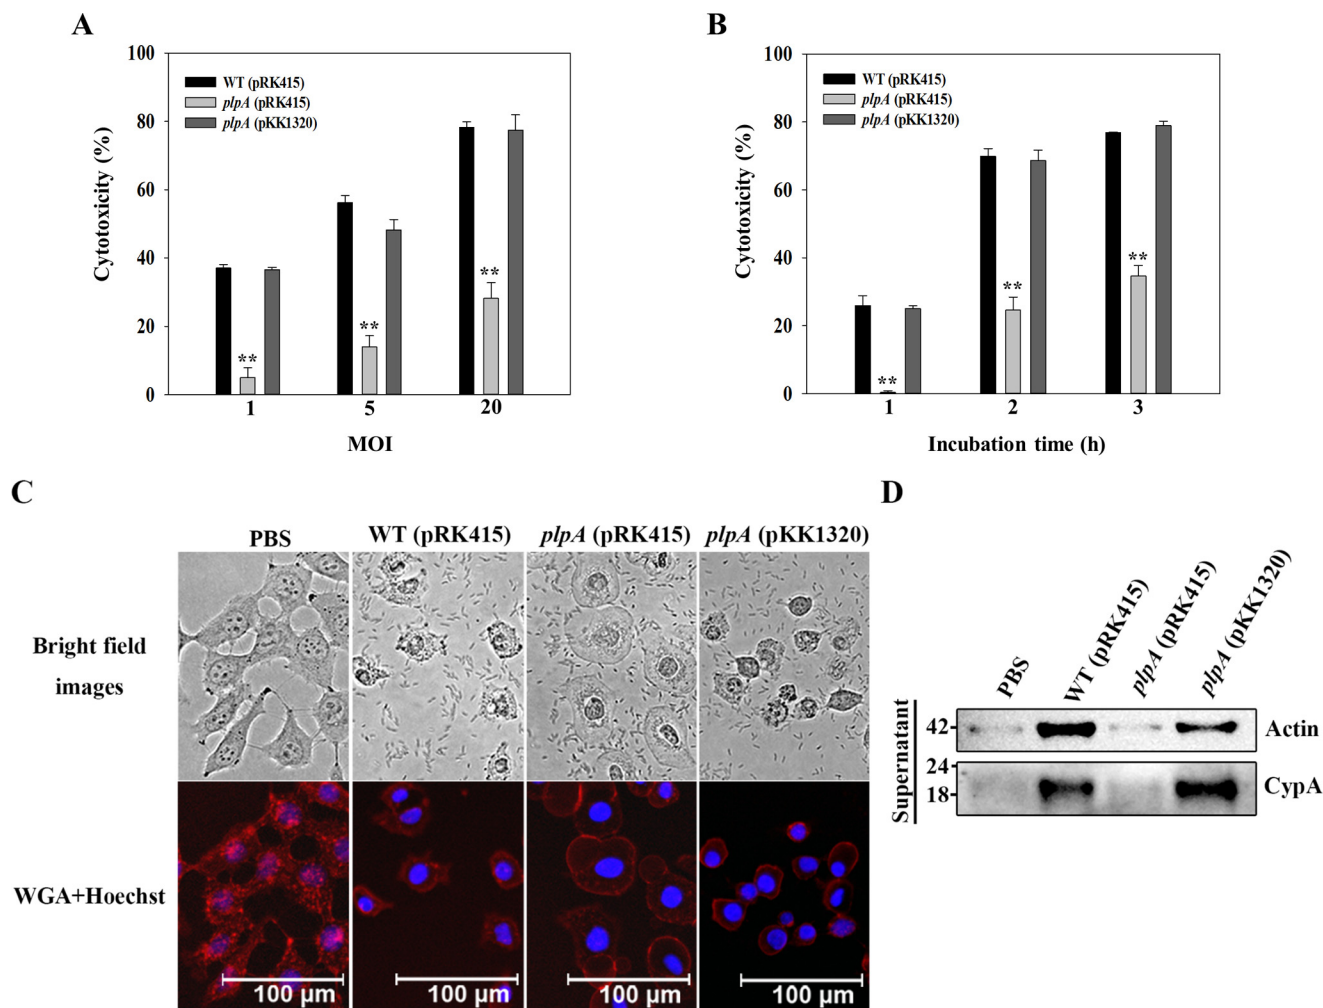 A
100
80
60
40
20
0
Cytotoxicity (%)
WT (pRK415)
plpA (pRK415)
plpA (pKK1320)
**
**
**
1 5 20
MOI
B
100
80
60
40
20
0
Cytotoxicity (%)
WT (pRK415)
plpA (pRK415)
plpA (pKK1320)
**
**
**
1 2 3
Incubation time (h)
C
PBS WT (pRK415) plpA (pRK415) plpA (pKK1320)
Bright field
images
WGA+Hoechst
100 µm 100 µm 100 µm 100 µm
D
PBS
WT (pRK415)
plpA (pRK415)
plpA (pKK1320)
Supernatant
42 Actin
24
18 CypA